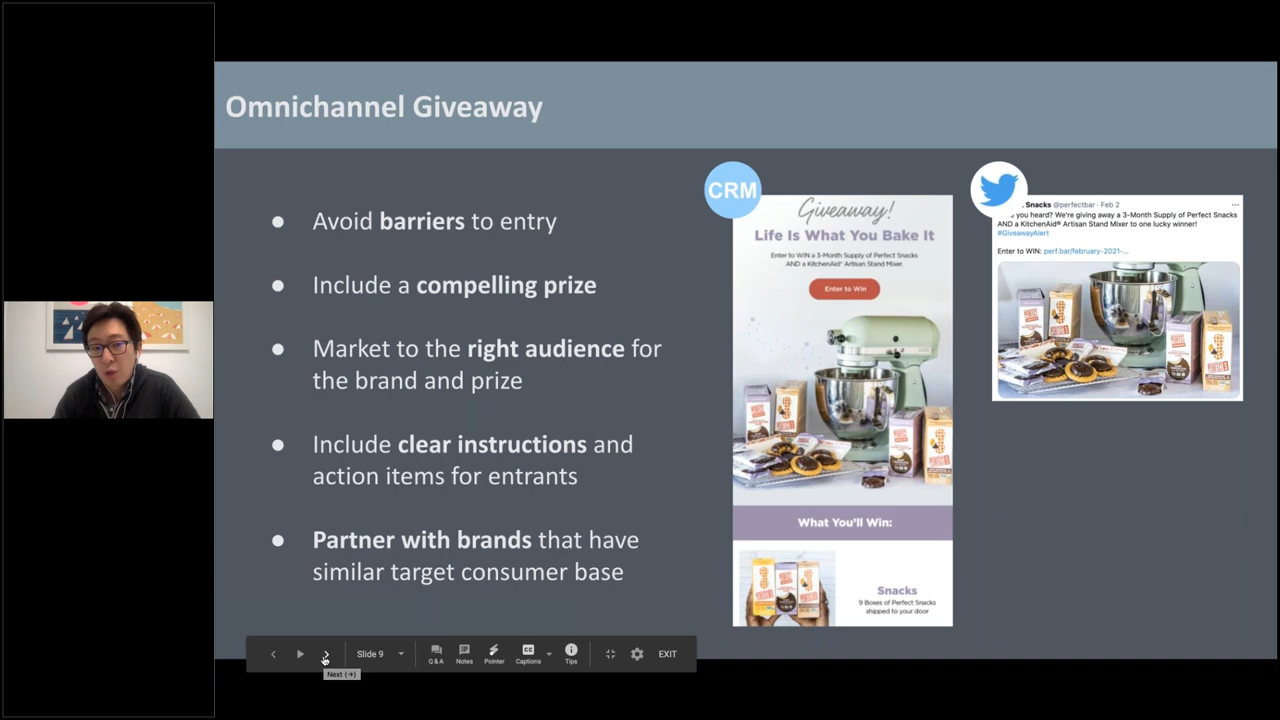 Omnichannel Giveaway
● Avoid barriers to entry
● Include a compelling prize
● Market to the right audience for
the brand and prize
● Include clear instructions and
action items for entrants
● Partner with brands that have
similar target consumer base
CRM
Giveaway!
Life Is What You Bake It
Enter to WIN a 3-Month Supply of Perfect Snacks
AND a KitchenAid® Artisan Stand Mixer.
Enter to Win
What You'll Win:
Snacks
9 Boxes of Perfect Snacks
shipped to your door
Snacks @perfectbar · Feb 2
you heard? We're giving away a 3-Month Supply of Perfect Snacks
AND a KitchenAid® Artisan Stand Mixer to one lucky winner!
#GiveawayAlert
Enter to WIN: perf.bar/february-2021-...
Slide 9
Q & A
Notes
Pointer
CC
Captions
Tips
EXIT
Next (→)